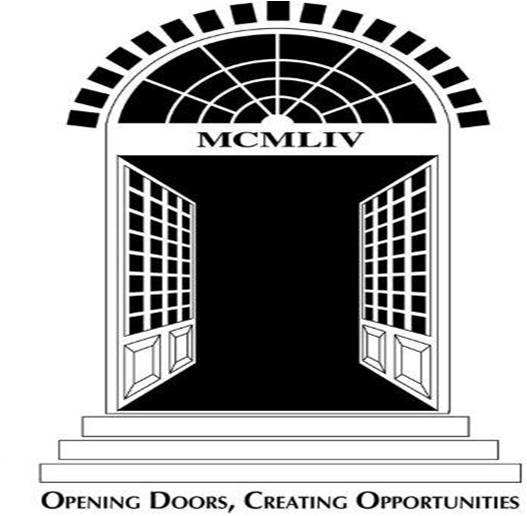 MCMLIV
OPENING DOORS, CREATING OPPORTUNITIES